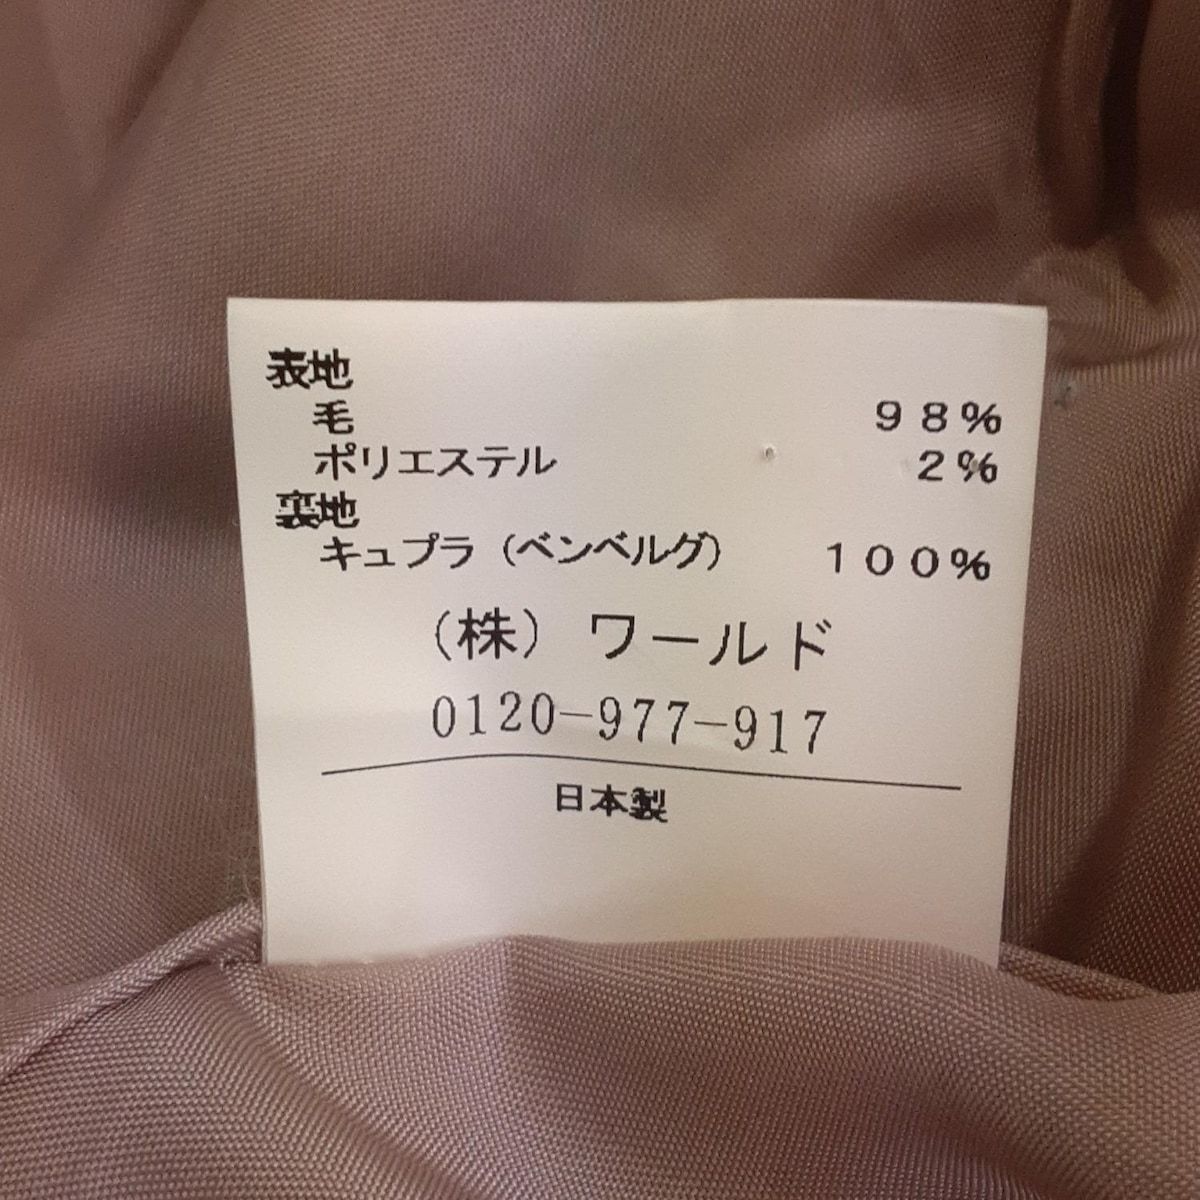 表地
毛 98%
ポリエステル 2%
裏地
キュプラ（ベンベルグ） 100%
（株）ワールド
0120-977-917
日本製